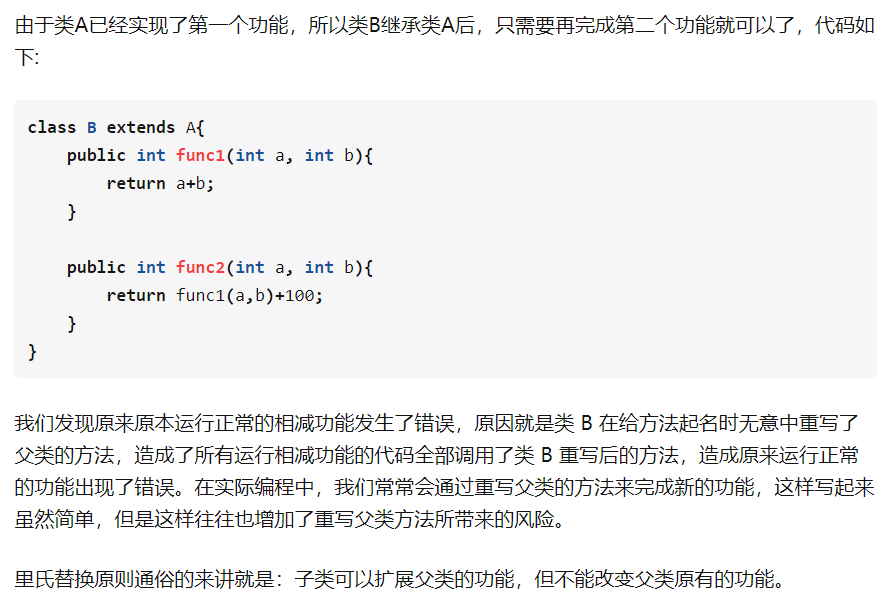 由于类A已经实现了第一个功能，所以类B继承类A后，只需要再完成第二个功能就可以了，代码如
下:
class B extends A{
    public int func1(int a, int b){
        return a+b;
    }

    public int func2(int a, int b){
        return func1(a,b)+100;
    }
}
我们发现原来原本运行正常的相减功能发生了错误，原因就是类 B 在给方法起名时无意中重写了
父类的方法，造成了所有运行相减功能的代码全部调用了类 B 重写后的方法，造成原来运行正常
的功能出现了错误。在实际编程中，我们常常会通过重写父类的方法来完成新的功能，这样写起来
虽然简单，但是这样往往也增加了重写父类方法所带来的风险。
里氏替换原则通俗的来讲就是：子类可以扩展父类的功能，但不能改变父类原有的功能。